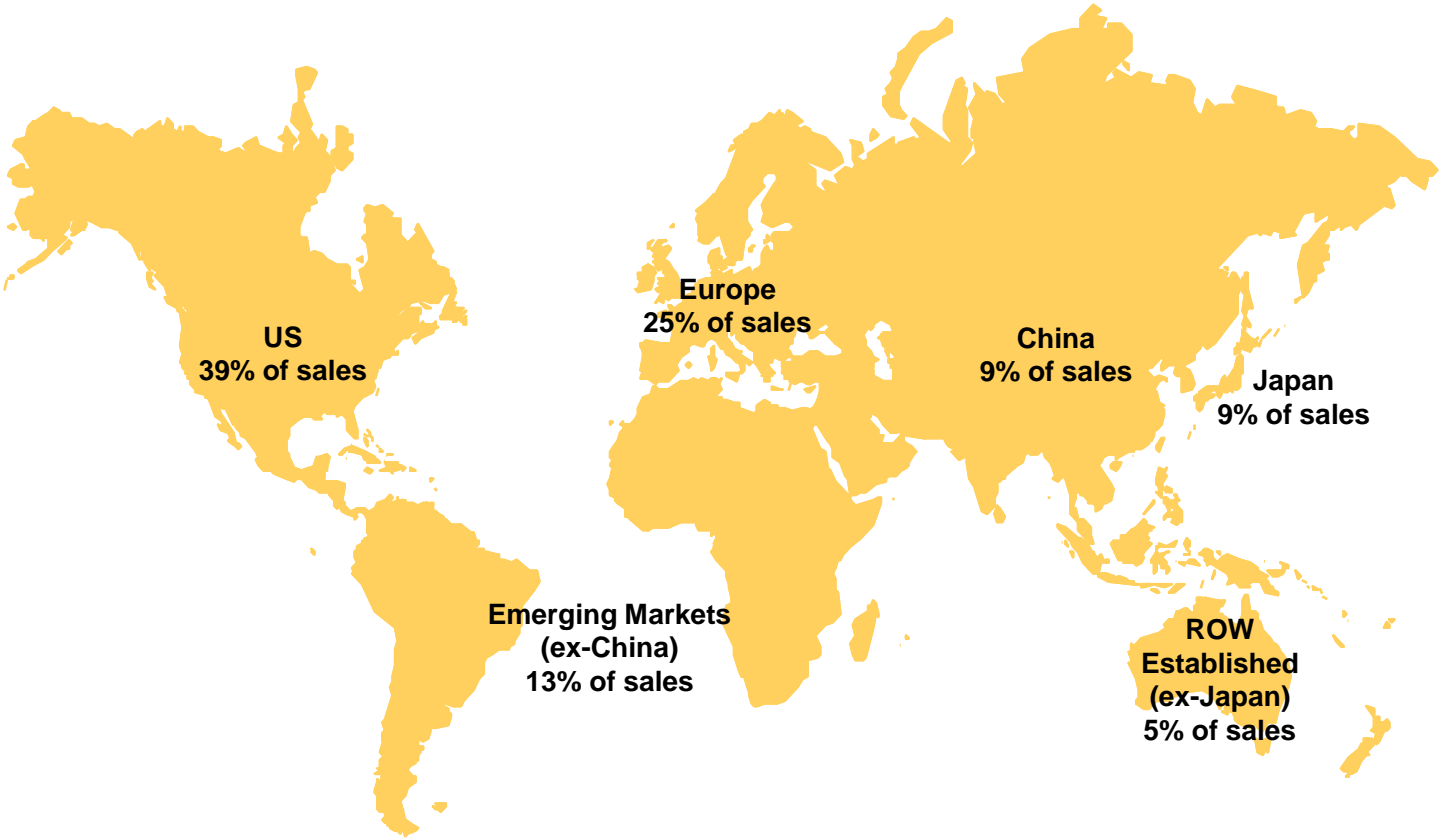 US
39% of sales
Europe
25% of sales
China
9% of sales
Japan
9% of sales
Emerging Markets
(ex-China)
13% of sales
ROW
Established
(ex-Japan)
5% of sales